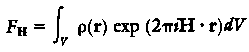 F_H = ∫_V ρ(r) exp (2πiH · r)dV